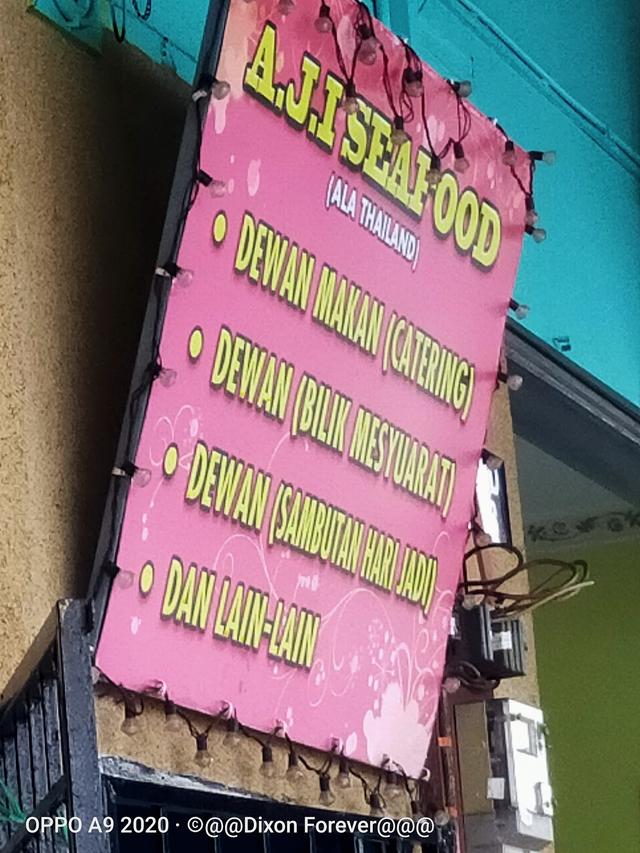 A.J.I SEAFOOD
(ALA THAILAND)
• DEWAN MAKAN (CATERING)
• DEWAN (BILIK MESYUARAT)
• DEWAN (SAMBUTAN HARI JADI)
• DAN LAIN-LAIN
OPPO A9 2020 · ©@@Dixon Forever@@@